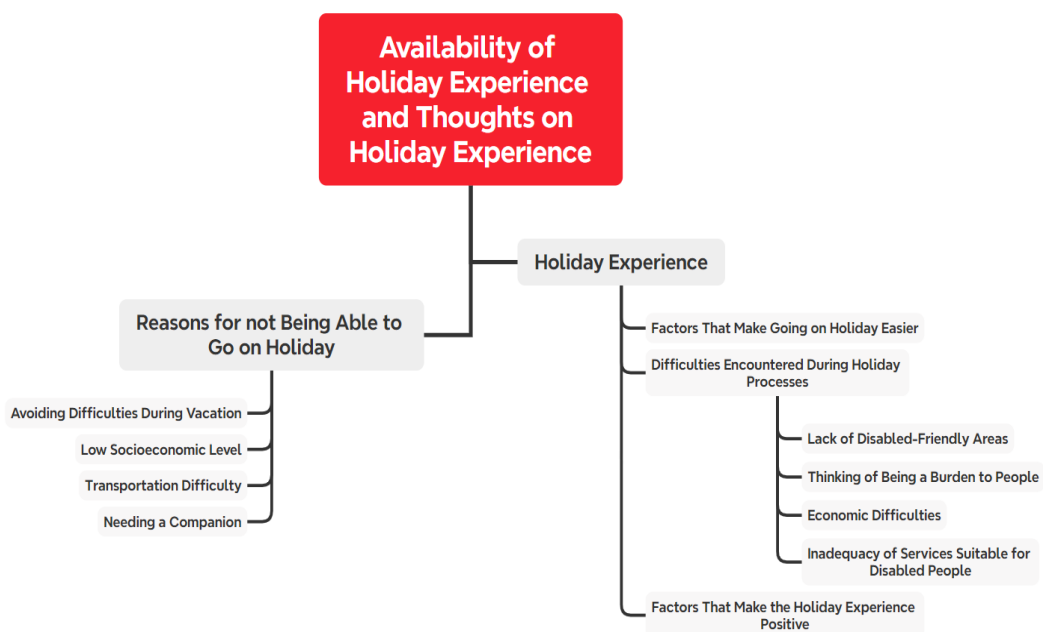 Availability of
Holiday Experience
and Thoughts on
Holiday Experience
Holiday Experience
Reasons for not Being Able to
Go on Holiday
Factors That Make Going on Holiday Easier
Difficulties Encountered During Holiday
Processes
Avoiding Difficulties During Vacation
Low Socioeconomic Level
Transportation Difficulty
Needing a Companion
Lack of Disabled-Friendly Areas
Thinking of Being a Burden to People
Economic Difficulties
Inadequacy of Services Suitable for
Disabled People
Factors That Make the Holiday Experience
Positive